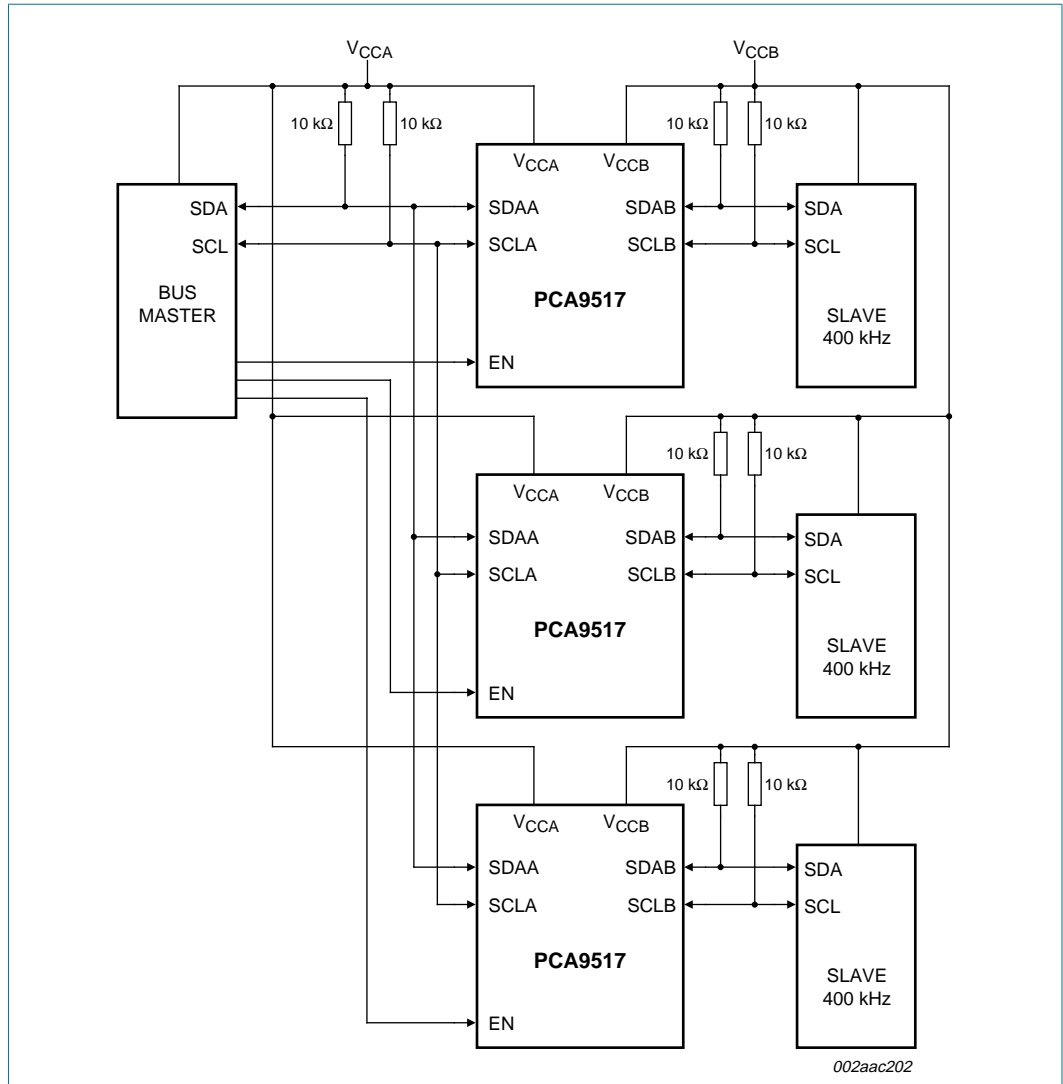 VCCA
VCCB
10 kΩ
10 kΩ
10 kΩ
10 kΩ
VCCA
VCCB
SDA
SCL
BUS
MASTER
SDAA
SCLA
SDAB
SCLB
PCA9517
EN
SDA
SCL
SLAVE
400 kHz
10 kΩ
10 kΩ
VCCA
VCCB
SDAA
SCLA
SDAB
SCLB
PCA9517
EN
SDA
SCL
SLAVE
400 kHz
10 kΩ
10 kΩ
VCCA
VCCB
SDAA
SCLA
SDAB
SCLB
PCA9517
EN
SDA
SCL
SLAVE
400 kHz
002aac202